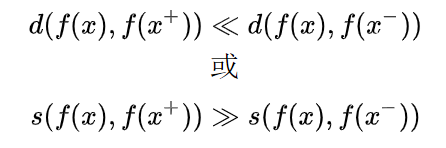 d(f(x), f(x⁺)) ≪ d(f(x), f(x⁻))
或
s(f(x), f(x⁺)) ≫ s(f(x), f(x⁻))